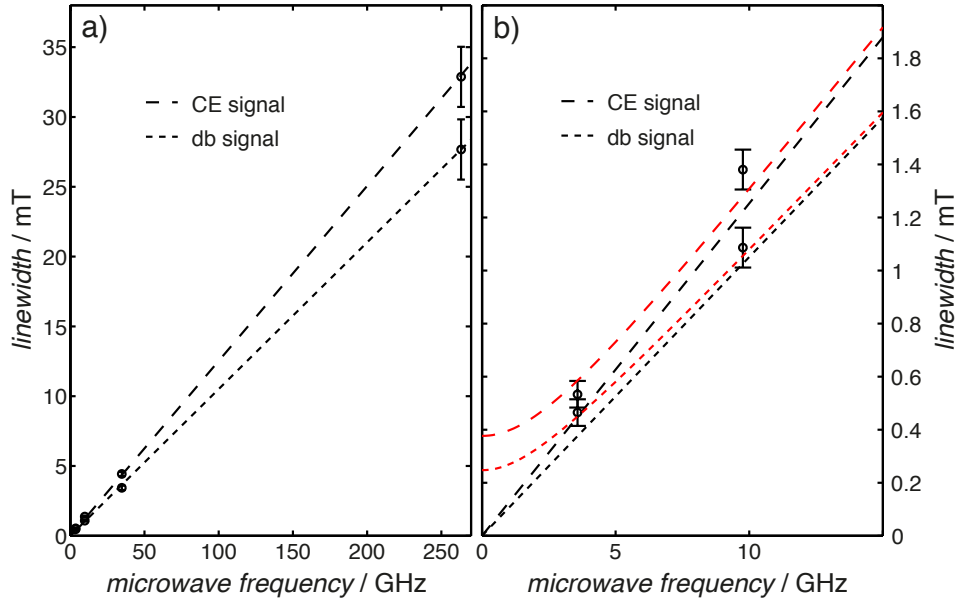 a)
CE signal
db signal
35
30
25
20
15
10
5
0
linewidth / mT
0 50 100 150 200 250
microwave frequency / GHz
b)
CE signal
db signal
1.8
1.6
1.4
1.2
1
0.8
0.6
0.4
0.2
0
linewidth / mT
0 5 10
microwave frequency / GHz